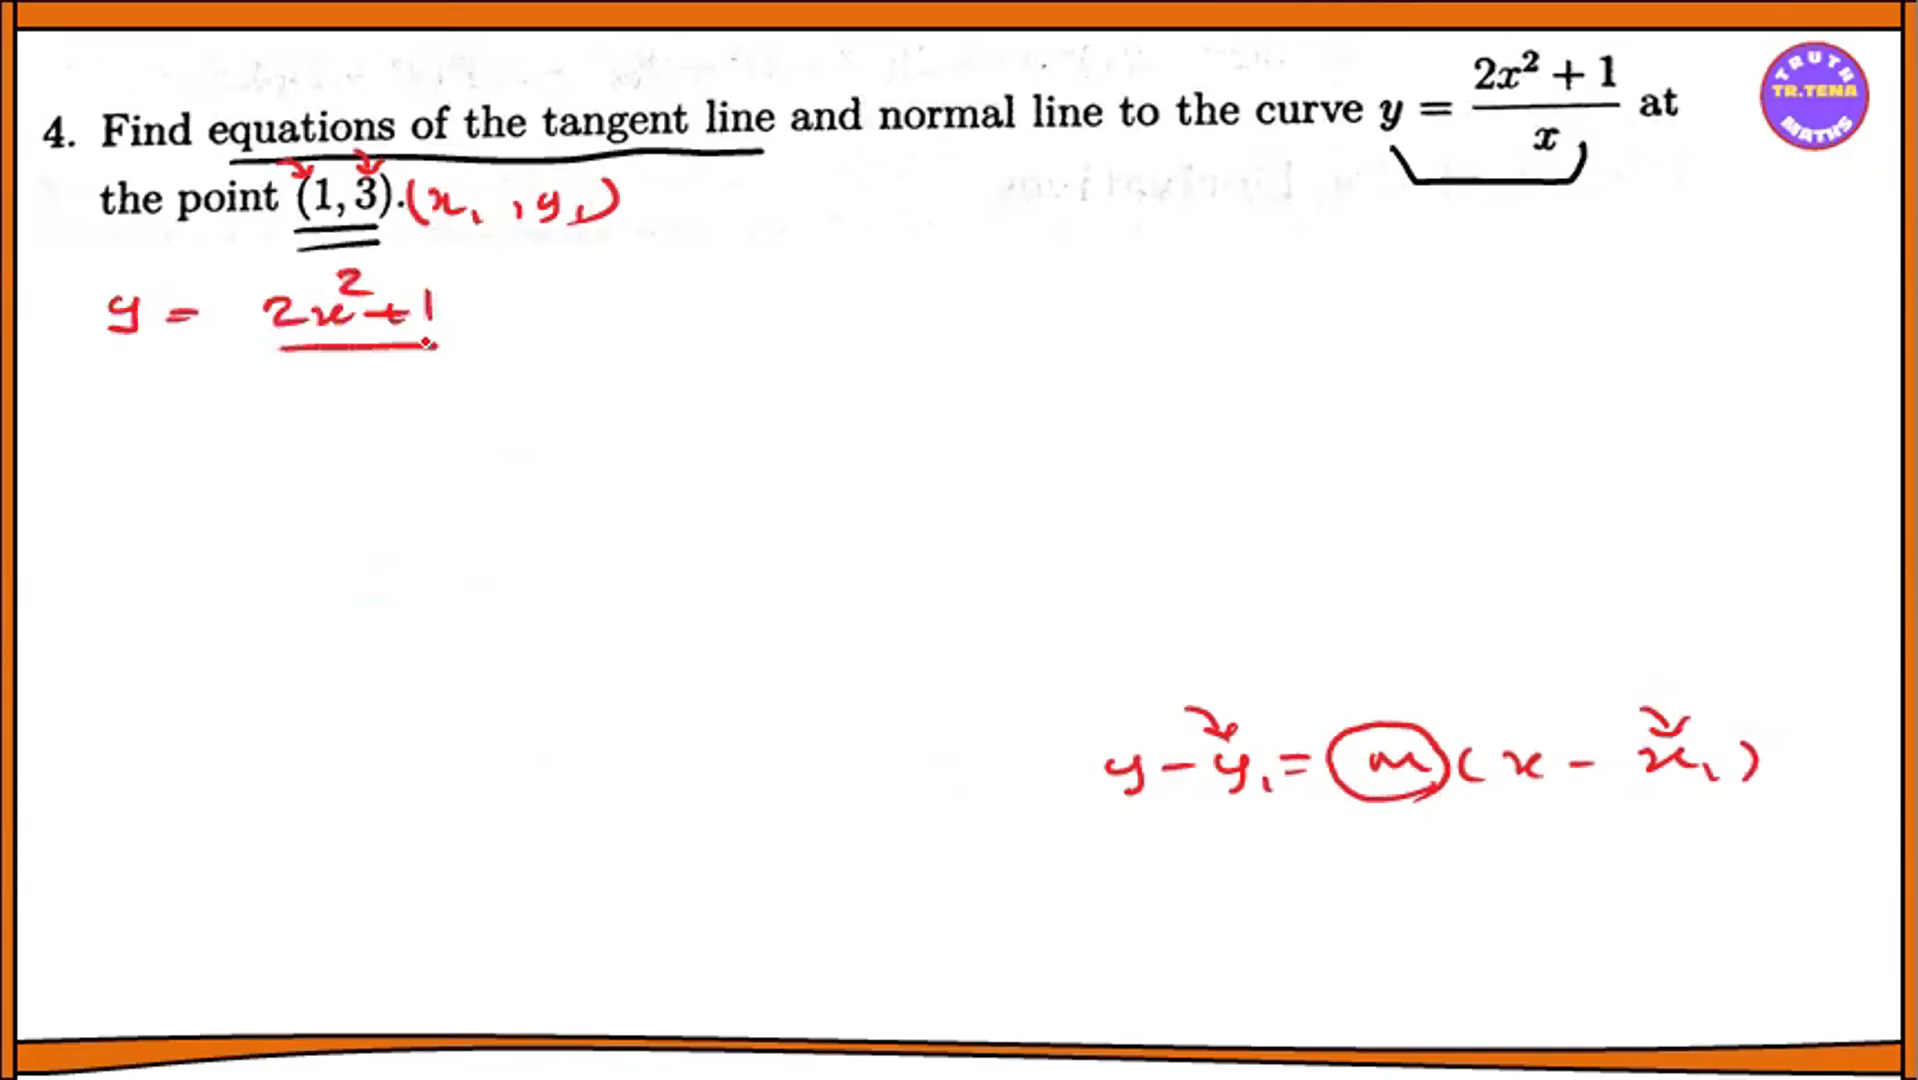 4. Find equations of the tangent line and normal line to the curve y = (2x² + 1)/x at
the point (1, 3). (x₁, y₁)
y = 2x² + 1
y - y₁ = m (x - x₁)
TRUTH
TR.TENA
MATHS